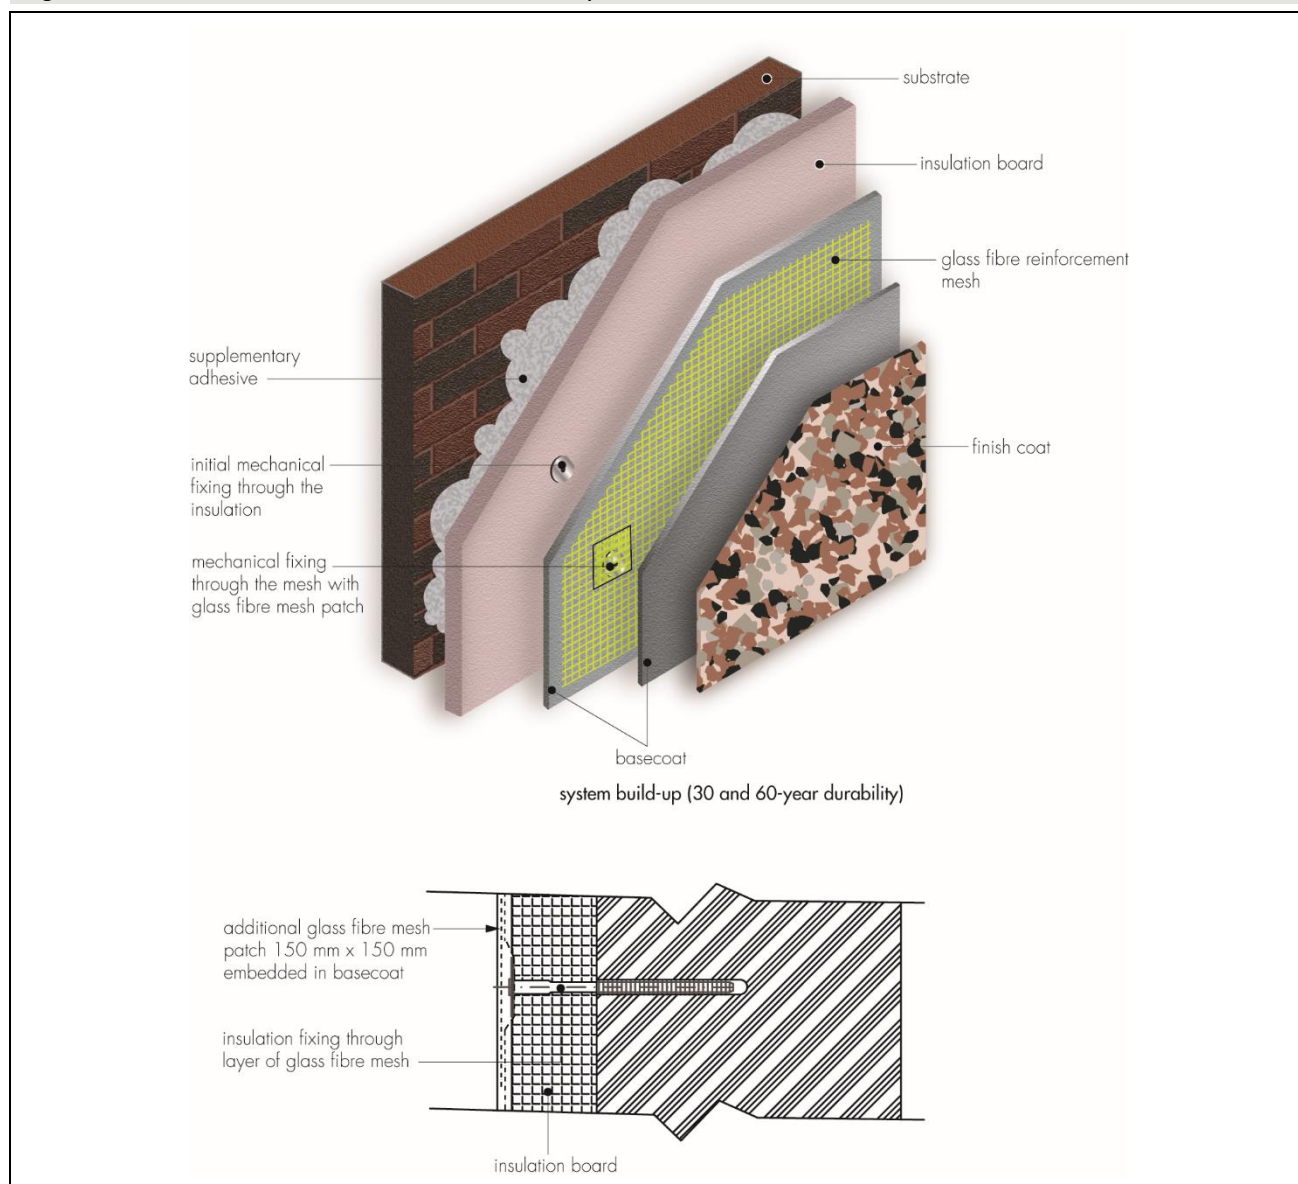 substrate
insulation board
glass fibre reinforcement
mesh
supplementary
adhesive
finish coat
initial mechanical
fixing through the
insulation
mechanical fixing
through the mesh with
glass fibre mesh patch
basecoat
system build-up (30 and 60-year durability)
additional glass fibre mesh
patch 150 mm x 150 mm
embedded in basecoat
insulation fixing through
layer of glass fibre mesh
insulation board